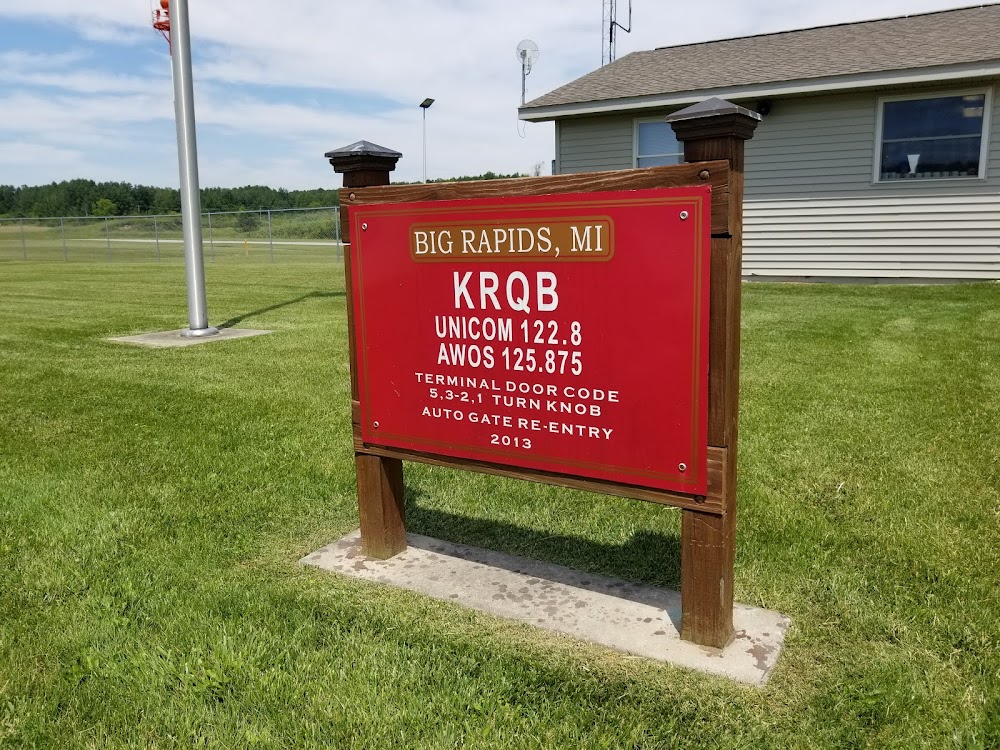 BIG RAPIDS, MI
KRQB
UNICOM 122.8
AWOS 125.875
TERMINAL DOOR CODE
5,3-2,1 TURN KNOB
AUTO GATE RE-ENTRY
2013